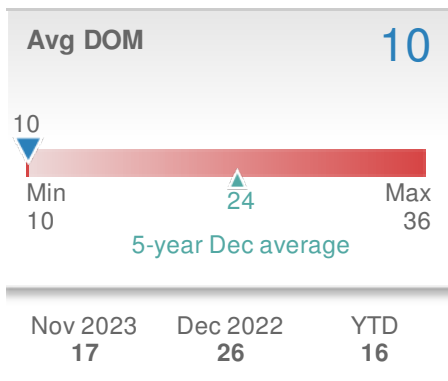 Avg DOM 10
10
Min Max
10 24 36
5-year Dec average
Nov 2023 Dec 2022 YTD
17 26 16